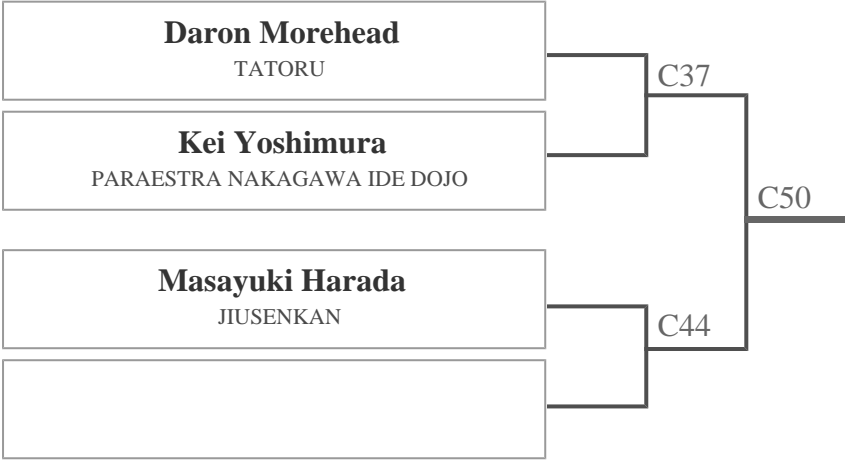 Daron Morehead
TATORU
C37
Kei Yoshimura
PARAESTRA NAKAGAWA IDE DOJO
C50
Masayuki Harada
JIUSENKAN
C44